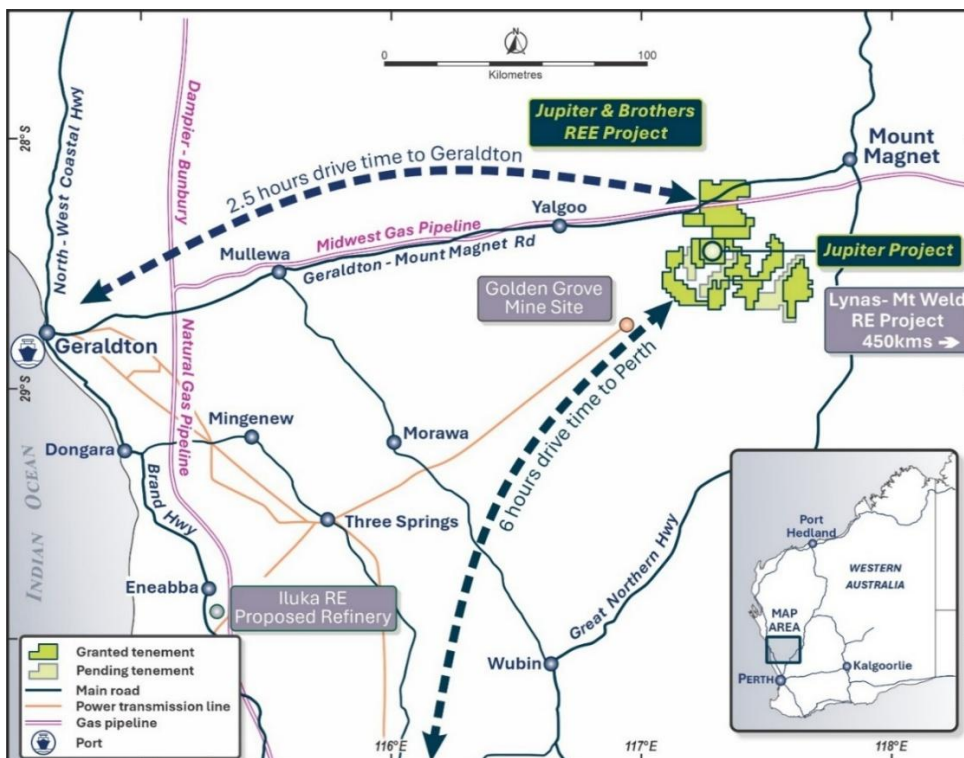 0
100
Kilometres
Jupiter & Brothers
REE Project
North-West Coastal Hwy
Dampier - Bunbury
28°S
Mount
Magnet
2.5 hours drive time to Geraldton
Yalgoo
Midwest Gas Pipeline
Mullewa
Geraldton - Mount Magnet Rd
Jupiter Project
Golden Grove
Mine Site
Lynas- Mt Weld
RE Project
450kms
Geraldton
29°S
Natural Gas Pipeline
6 hours drive time to Perth
Mingenew
Morawa
Dongara
Brand Hwy
INDIAN OCEAN
Three Springs
Great Northern Hwy
Eneabba
Iluka RE
Proposed Refinery
Wubin
Port
Hedland
WESTERN
AUSTRALIA
MAP
AREA
Kalgoorlie
PERTH
Granted tenement
Pending tenement
Main road
Power transmission line
Gas pipeline
Port
116°E
117°E
118°E